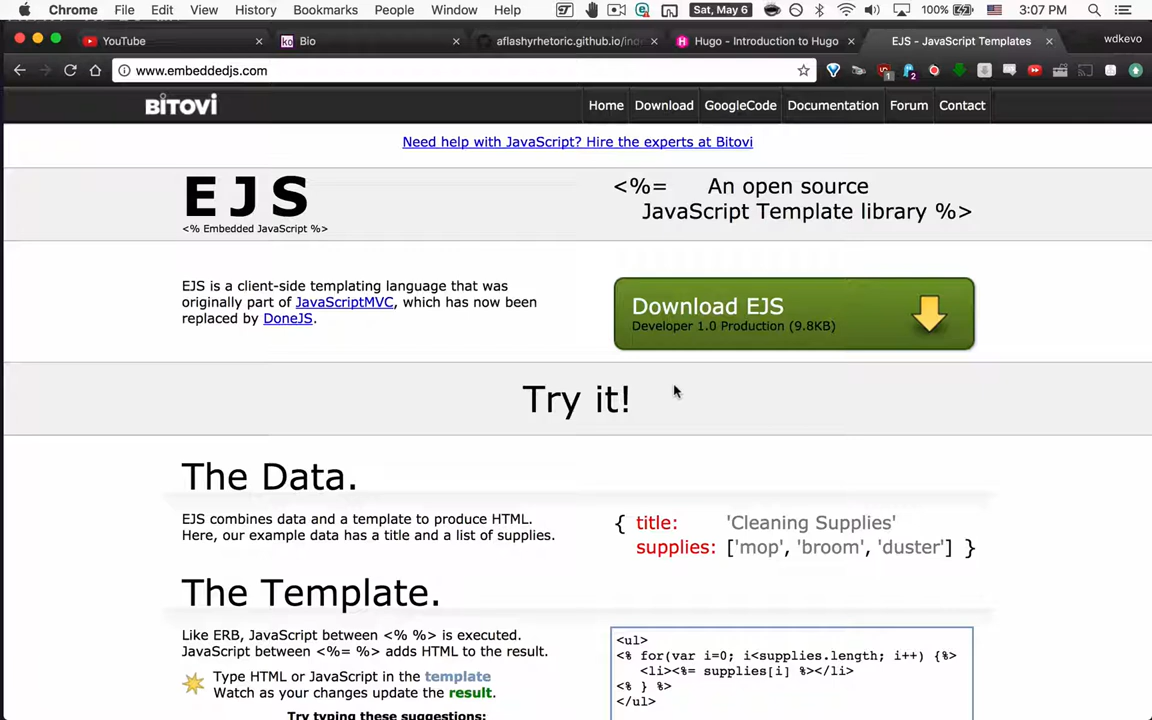 Chrome File Edit View History Bookmarks People Window Help Sat, May 6 100% 3:07 PM
YouTube Bio aflashyrhetoric.github.io/ind Hugo - Introduction to Hugo EJS - JavaScript Templates wdkevo
www.embeddedjs.com
BITOVI Home Download GoogleCode Documentation Forum Contact
Need help with JavaScript? Hire the experts at Bitovi
EJS
<% Embedded JavaScript %>
<%= An open source
JavaScript Template library %>
EJS is a client-side templating language that was
originally part of JavaScriptMVC, which has now been
replaced by DoneJS.
Download EJS
Developer 1.0 Production (9.8KB)
Try it!
The Data.
EJS combines data and a template to produce HTML.
Here, our example data has a title and a list of supplies.
{ title: 'Cleaning Supplies'
supplies: ['mop', 'broom', 'duster'] }
The Template.
Like ERB, JavaScript between <% %> is executed.
JavaScript between <%= %> adds HTML to the result.
Type HTML or JavaScript in the template
Watch as your changes update the result.
Try typing these suggestions:
<ul>
<% for(var i=0; i<supplies.length; i++) {%>
<li><%= supplies[i] %></li>
<% } %>
</ul>